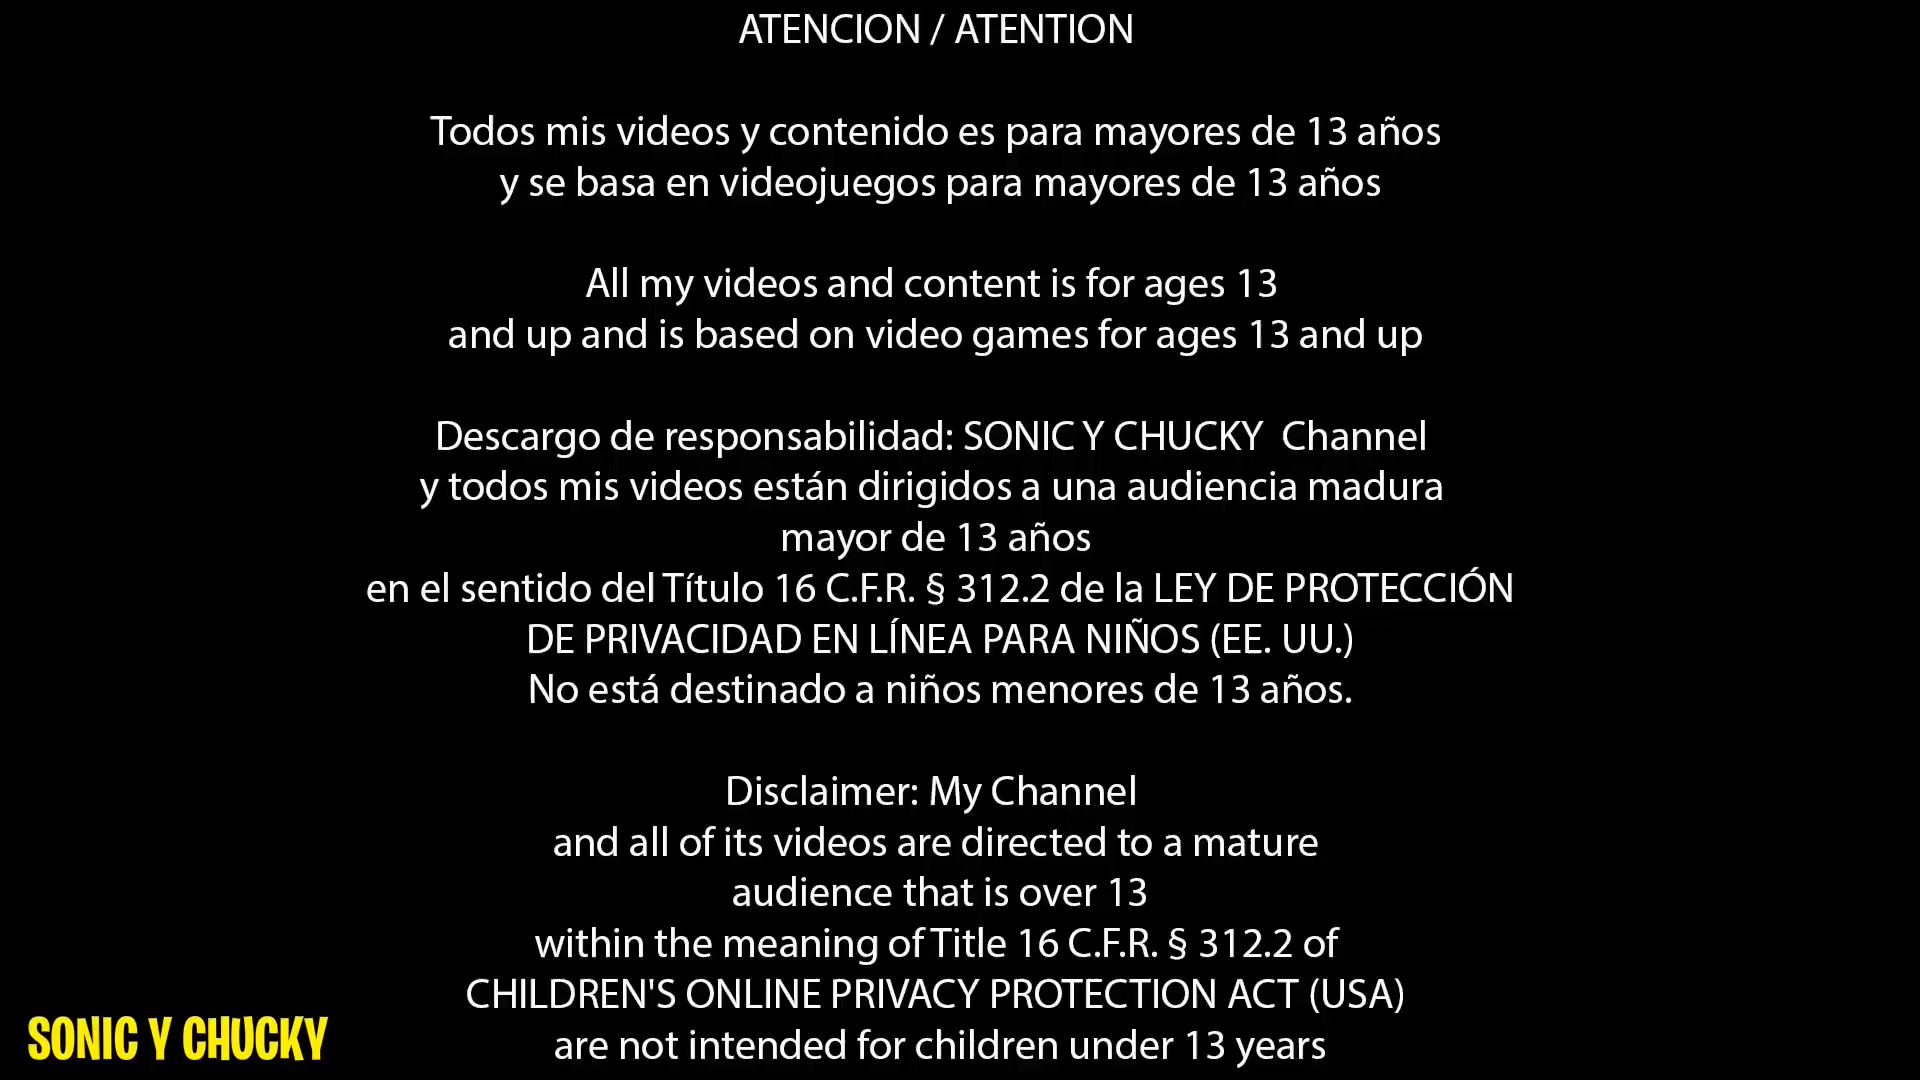 ATENCION / ATENTION
Todos mis videos y contenido es para mayores de 13 años
y se basa en videojuegos para mayores de 13 años
All my videos and content is for ages 13
and up and is based on video games for ages 13 and up
Descargo de responsabilidad: SONIC Y CHUCKY  Channel
y todos mis videos están dirigidos a una audiencia madura
mayor de 13 años
en el sentido del Título 16 C.F.R. § 312.2 de la LEY DE PROTECCIÓN
DE PRIVACIDAD EN LÍNEA PARA NIÑOS (EE. UU.)
No está destinado a niños menores de 13 años.
Disclaimer: My Channel
and all of its videos are directed to a mature
audience that is over 13
within the meaning of Title 16 C.F.R. § 312.2 of
CHILDREN'S ONLINE PRIVACY PROTECTION ACT (USA)
are not intended for children under 13 years
SONIC Y CHUCKY